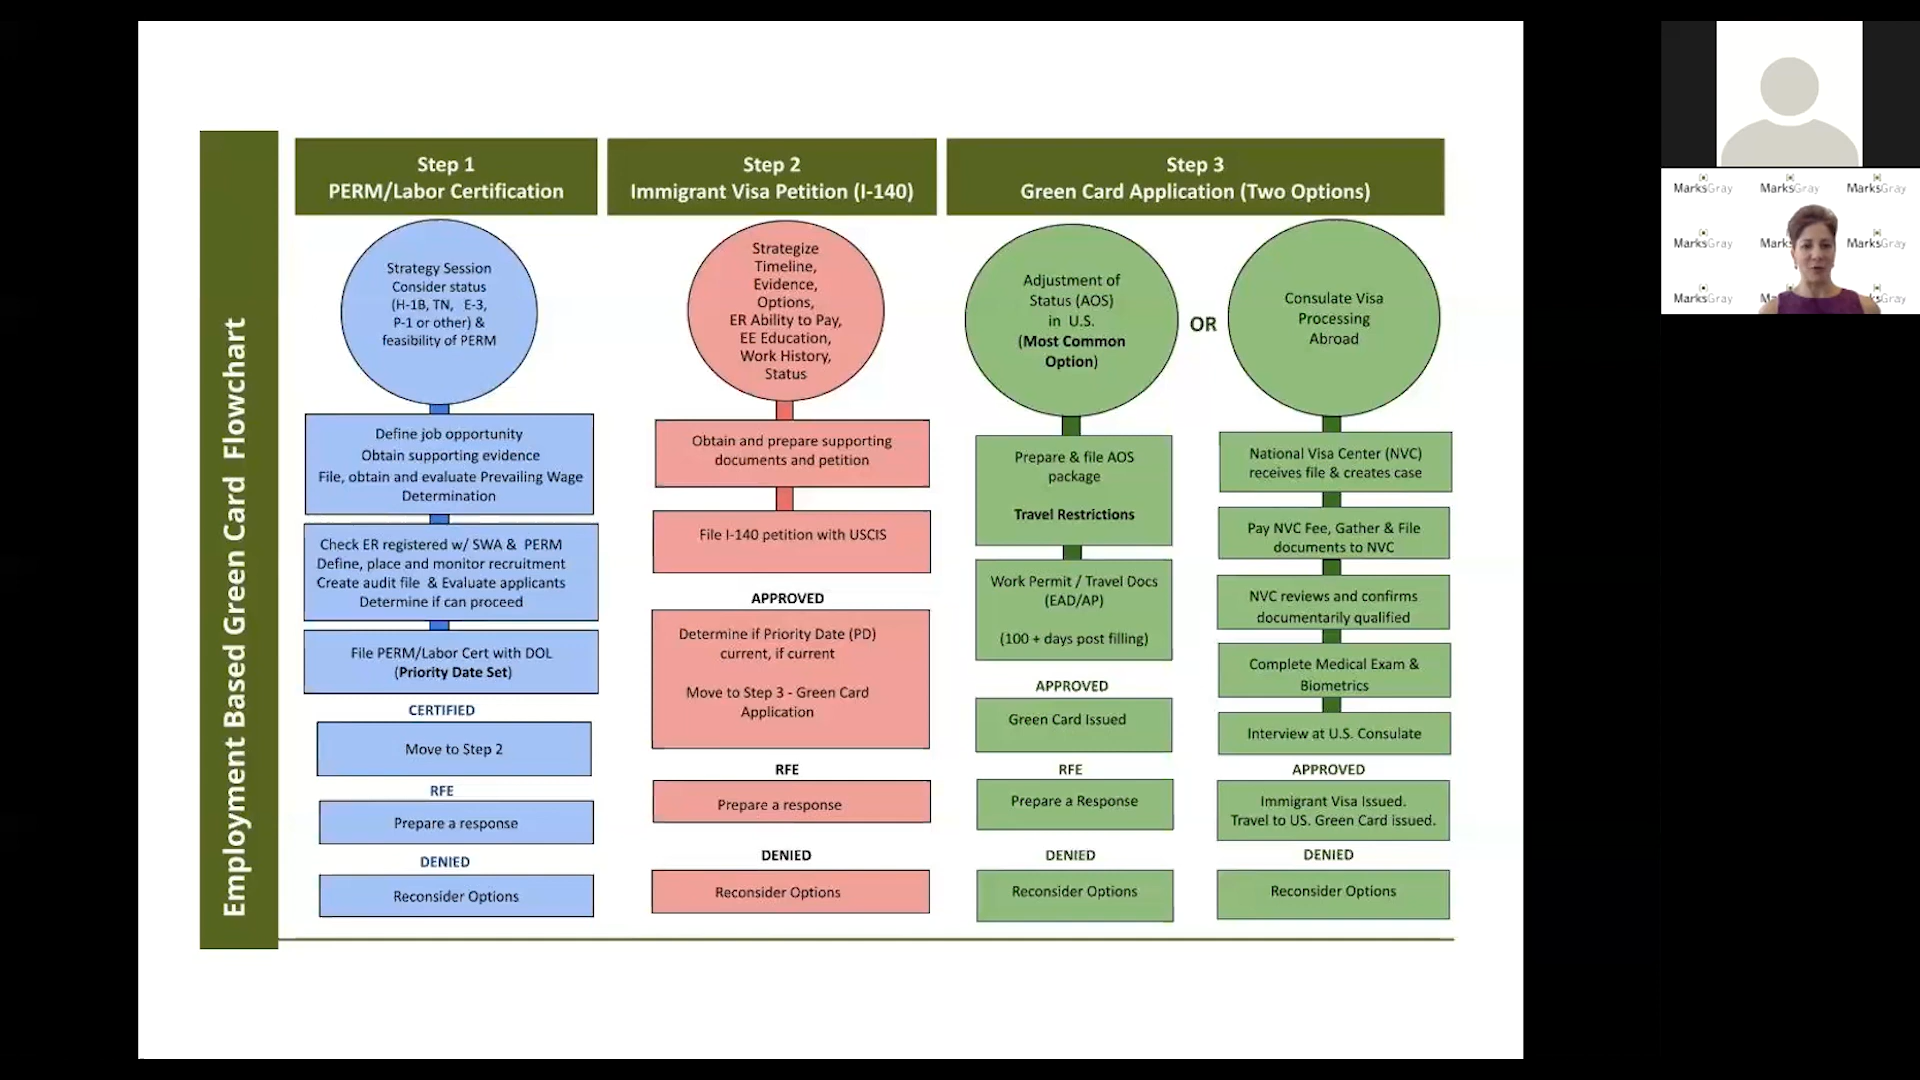 Employment Based Green Card Flowchart
Step 1
PERM/Labor Certification
Strategy Session
Consider status
(H-1B, TN, E-3,
P-1 or other) &
feasibility of PERM
Define job opportunity
Obtain supporting evidence
File, obtain and evaluate Prevailing Wage
Determination
Check ER registered w/ SWA & PERM
Define, place and monitor recruitment
Create audit file & Evaluate applicants
Determine if can proceed
File PERM/Labor Cert with DOL
(Priority Date Set)
CERTIFIED
Move to Step 2
RFE
Prepare a response
DENIED
Reconsider Options
Step 2
Immigrant Visa Petition (I-140)
Strategize
Timeline,
Evidence,
Options,
ER Ability to Pay,
EE Education,
Work History,
Status
Obtain and prepare supporting
documents and petition
File I-140 petition with USCIS
APPROVED
Determine if Priority Date (PD)
current, if current
Move to Step 3 - Green Card
Application
RFE
Prepare a response
DENIED
Reconsider Options
Step 3
Green Card Application (Two Options)
Adjustment of
Status (AOS)
in U.S.
(Most Common
Option)
Prepare & file AOS
package
Travel Restrictions
Work Permit / Travel Docs
(EAD/AP)
(100 + days post filling)
APPROVED
Green Card Issued
RFE
Prepare a Response
DENIED
Reconsider Options
OR
Consulate Visa
Processing
Abroad
National Visa Center (NVC)
receives file & creates case
Pay NVC Fee, Gather & File
documents to NVC
NVC reviews and confirms
documentarily qualified
Complete Medical Exam &
Biometrics
Interview at U.S. Consulate
APPROVED
Immigrant Visa Issued.
Travel to US. Green Card issued.
DENIED
Reconsider Options
MarksGray MarksGray MarksGray
MarksGray Marks MarksGray
MarksGray Ma ksGray